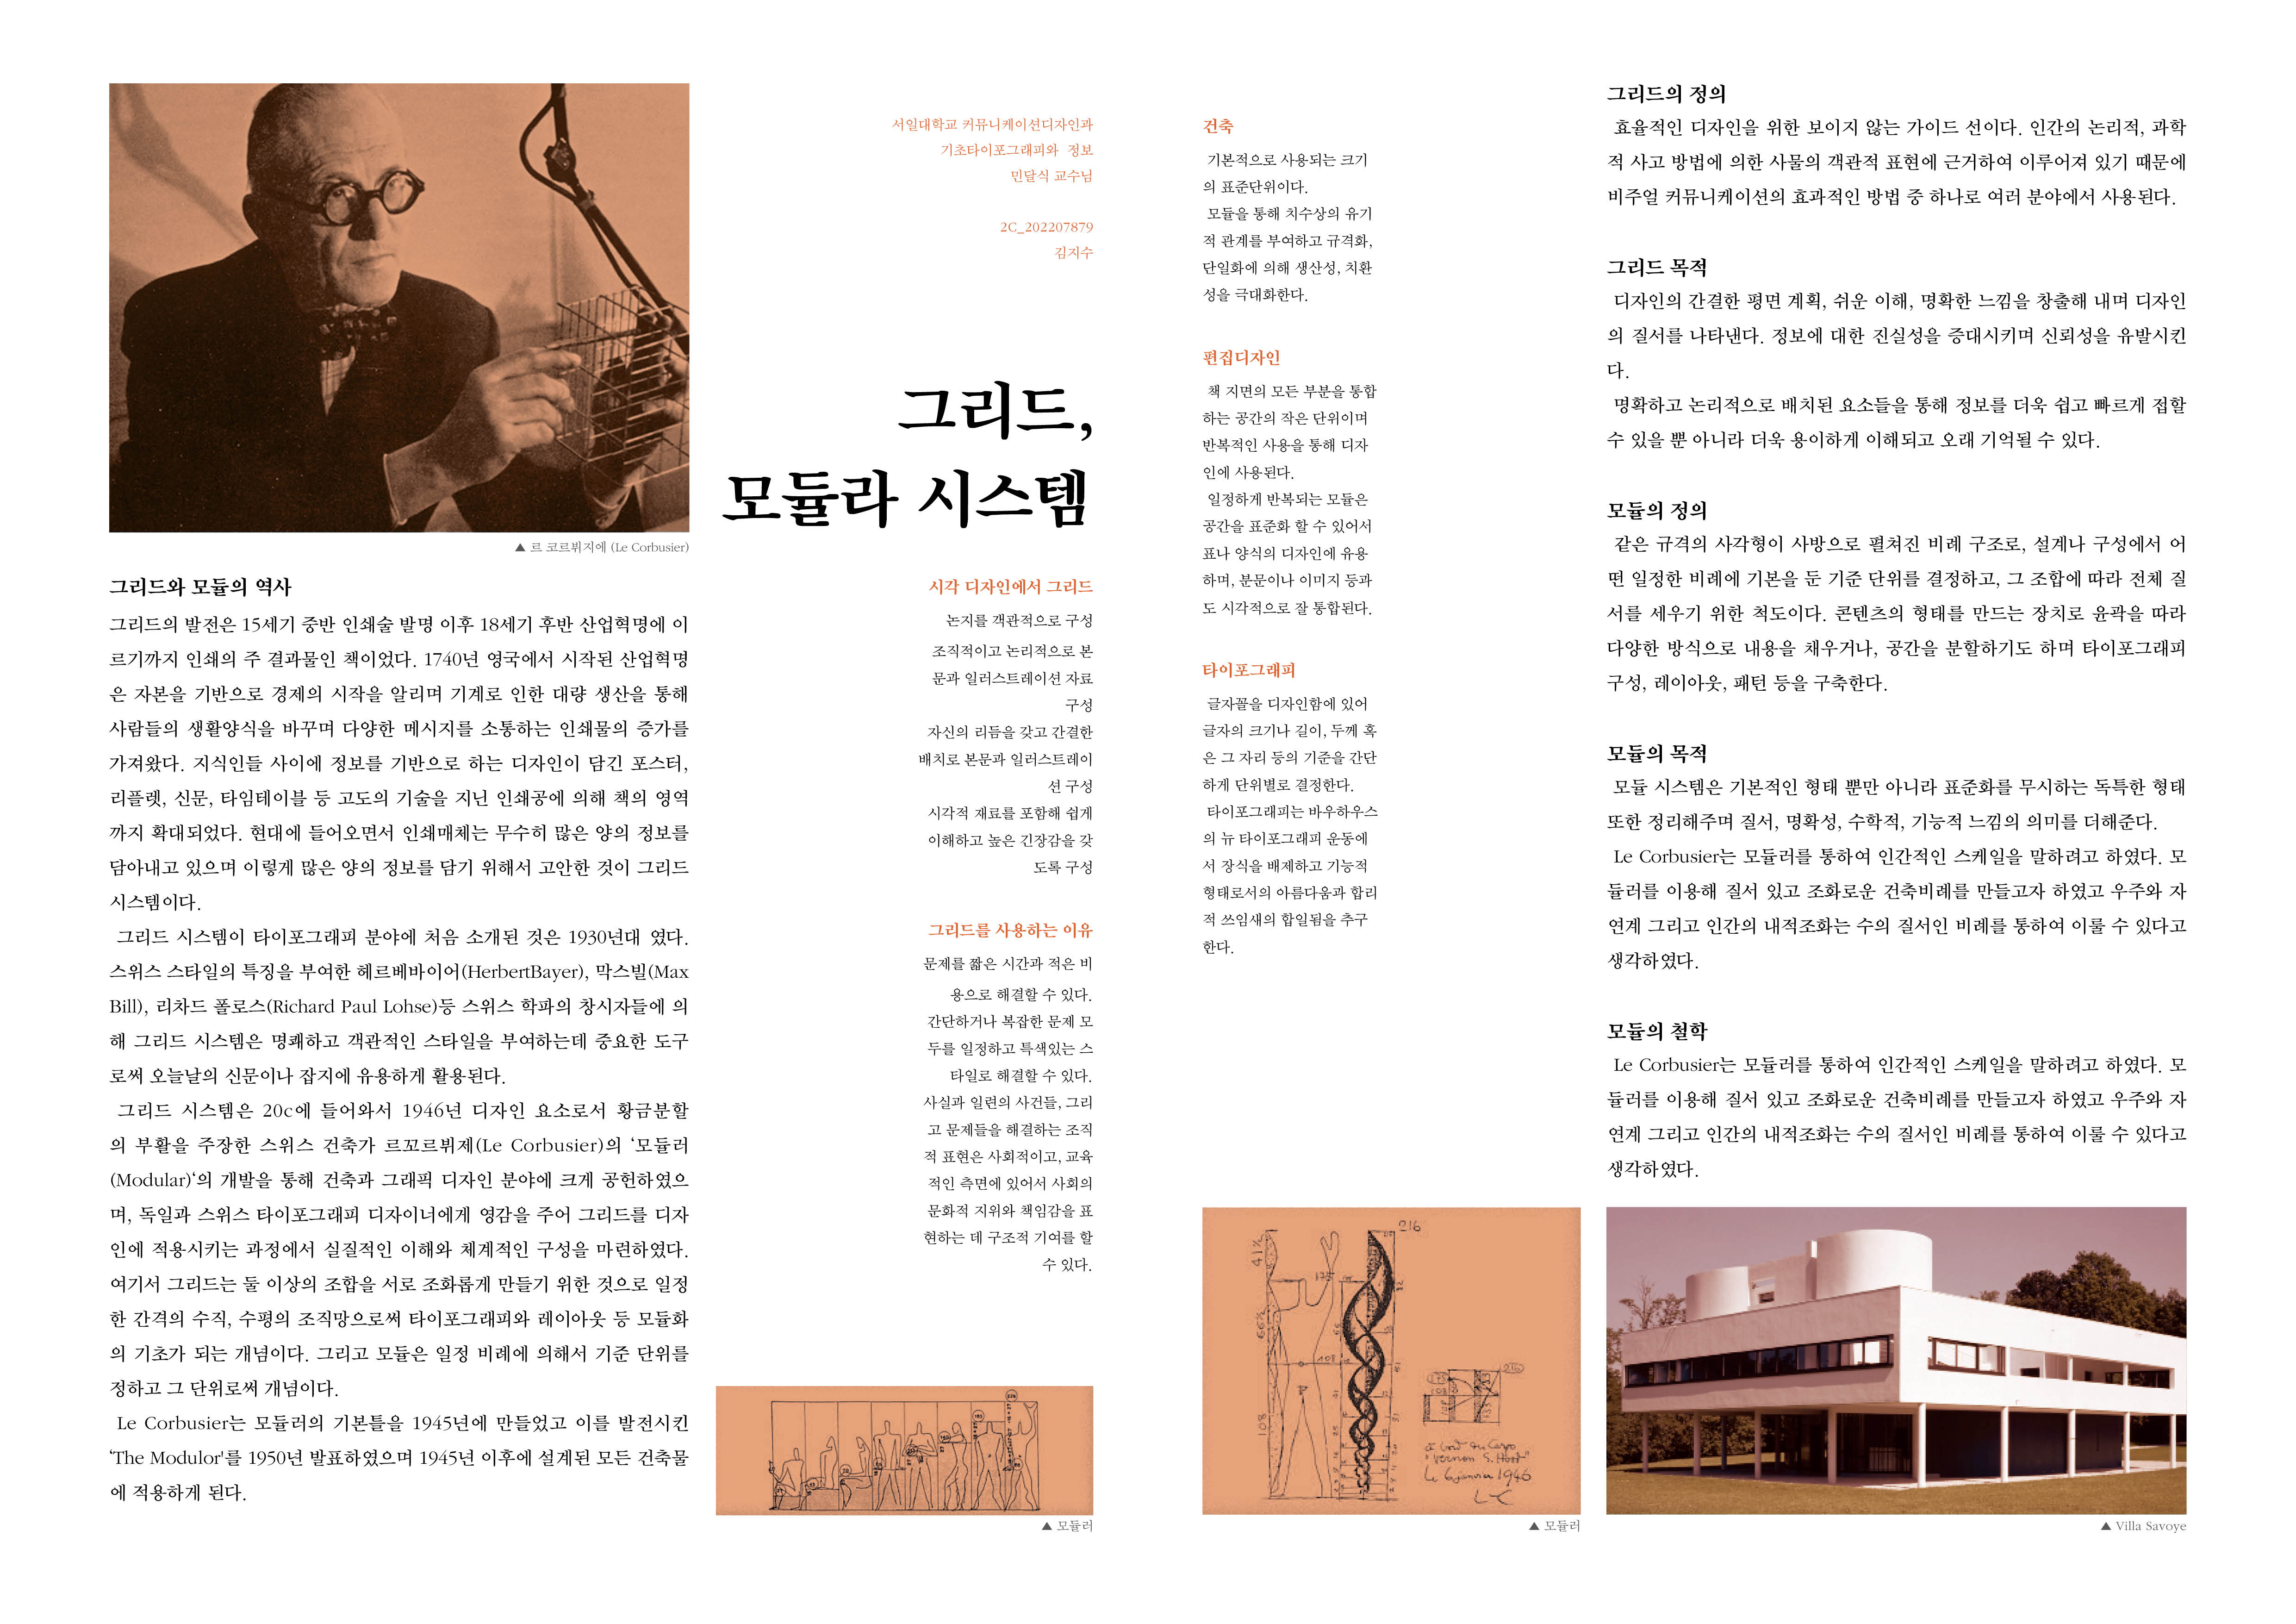 ▲ 르 코르뷔지에 (Le Corbusier)
그리드와 모듈의 역사
그리드의 발전은 15세기 중반 인쇄술 발명 이후 18세기 후반 산업혁명에 이
르기까지 인쇄의 주 결과물인 책이었다. 1740년 영국에서 시작된 산업혁명
은 자본을 기반으로 경제의 시작을 알리며 기계로 인한 대량 생산을 통해
사람들의 생활양식을 바꾸며 다양한 메시지를 소통하는 인쇄물의 증가를
가져왔다. 지식인들 사이에 정보를 기반으로 하는 디자인이 담긴 포스터,
리플렛, 신문, 타임테이블 등 고도의 기술을 지닌 인쇄공에 의해 책의 영역
까지 확대되었다. 현대에 들어오면서 인쇄매체는 무수히 많은 양의 정보를
담아내고 있으며 이렇게 많은 양의 정보를 담기 위해서 고안한 것이 그리드
시스템이다.
그리드 시스템이 타이포그래피 분야에 처음 소개된 것은 1930년대 였다.
스위스 스타일의 특징을 부여한 헤르베바이어(HerbertBayer), 막스빌(Max
Bill), 리차드 폴로스(Richard Paul Lohse)등 스위스 학파의 창시자들에 의
해 그리드 시스템은 명쾌하고 객관적인 스타일을 부여하는데 중요한 도구
로써 오늘날의 신문이나 잡지에 유용하게 활용된다.
그리드 시스템은 20c에 들어와서 1946년 디자인 요소로서 황금분할
의 부활을 주장한 스위스 건축가 르꼬르뷔제(Le Corbusier)의 ‘모듈러
(Modular)‘의 개발을 통해 건축과 그래픽 디자인 분야에 크게 공헌하였으
며, 독일과 스위스 타이포그래피 디자이너에게 영감을 주어 그리드를 디자
인에 적용시키는 과정에서 실질적인 이해와 체계적인 구성을 마련하였다.
여기서 그리드는 둘 이상의 조합을 서로 조화롭게 만들기 위한 것으로 일정
한 간격의 수직, 수평의 조직망으로써 타이포그래피와 레이아웃 등 모듈화
의 기초가 되는 개념이다. 그리고 모듈은 일정 비례에 의해서 기준 단위를
정하고 그 단위로써 개념이다.
Le Corbusier는 모듈러의 기본틀을 1945년에 만들었고 이를 발전시킨
‘The Modulor'를 1950년 발표하였으며 1945년 이후에 설계된 모든 건축물
에 적용하게 된다.
서일대학교 커뮤니케이션디자인과
기초타이포그래피와 정보
민달식 교수님
2C_202207879
김지수
그리드,
모듈라 시스템
시각 디자인에서 그리드
논지를 객관적으로 구성
조직적이고 논리적으로 본
문과 일러스트레이션 자료
구성
자신의 리듬을 갖고 간결한
배치로 본문과 일러스트레이
션 구성
시각적 재료를 포함해 쉽게
이해하고 높은 긴장감을 갖
도록 구성
그리드를 사용하는 이유
문제를 짧은 시간과 적은 비
용으로 해결할 수 있다.
간단하거나 복잡한 문제 모
두를 일정하고 특색있는 스
타일로 해결할 수 있다.
사실과 일련의 사건들, 그리
고 문제들을 해결하는 조직
적 표현은 사회적이고, 교육
적인 측면에 있어서 사회의
문화적 지위와 책임감을 표
현하는 데 구조적 기여를 할
수 있다.
▲ 모듈러
건축
기본적으로 사용되는 크기
의 표준단위이다.
모듈을 통해 치수상의 유기
적 관계를 부여하고 규격화,
단일화에 의해 생산성, 치환
성을 극대화한다.
편집디자인
책 지면의 모든 부분을 통합
하는 공간의 작은 단위이며
반복적인 사용을 통해 디자
인에 사용된다.
일정하게 반복되는 모듈은
공간을 표준화 할 수 있어서
표나 양식의 디자인에 유용
하며, 분문이나 이미지 등과
도 시각적으로 잘 통합된다.
타이포그래피
글자꼴을 디자인함에 있어
글자의 크기나 길이, 두께 혹
은 그 자리 등의 기준을 간단
하게 단위별로 결정한다.
타이포그래피는 바우하우스
의 뉴 타이포그래피 운동에
서 장식을 배제하고 기능적
형태로서의 아름다움과 합리
적 쓰임새의 합일됨을 추구
한다.
216
41%
175
66%
108
108
216
175
108
à bord du Cargo
"Vernon S. Hood"
Le 6 janvier 1946
LC
▲ 모듈러
그리드의 정의
효율적인 디자인을 위한 보이지 않는 가이드 선이다. 인간의 논리적, 과학
적 사고 방법에 의한 사물의 객관적 표현에 근거하여 이루어져 있기 때문에
비주얼 커뮤니케이션의 효과적인 방법 중 하나로 여러 분야에서 사용된다.
그리드 목적
디자인의 간결한 평면 계획, 쉬운 이해, 명확한 느낌을 창출해 내며 디자인
의 질서를 나타낸다. 정보에 대한 진실성을 증대시키며 신뢰성을 유발시킨
다.
명확하고 논리적으로 배치된 요소들을 통해 정보를 더욱 쉽고 빠르게 접할
수 있을 뿐 아니라 더욱 용이하게 이해되고 오래 기억될 수 있다.
모듈의 정의
같은 규격의 사각형이 사방으로 펼쳐진 비례 구조로, 설계나 구성에서 어
떤 일정한 비례에 기본을 둔 기준 단위를 결정하고, 그 조합에 따라 전체 질
서를 세우기 위한 척도이다. 콘텐츠의 형태를 만드는 장치로 윤곽을 따라
다양한 방식으로 내용을 채우거나, 공간을 분할하기도 하며 타이포그래피
구성, 레이아웃, 패턴 등을 구축한다.
모듈의 목적
모듈 시스템은 기본적인 형태 뿐만 아니라 표준화를 무시하는 독특한 형태
또한 정리해주며 질서, 명확성, 수학적, 기능적 느낌의 의미를 더해준다.
Le Corbusier는 모듈러를 통하여 인간적인 스케일을 말하려고 하였다. 모
듈러를 이용해 질서 있고 조화로운 건축비례를 만들고자 하였고 우주와 자
연계 그리고 인간의 내적조화는 수의 질서인 비례를 통하여 이룰 수 있다고
생각하였다.
모듈의 철학
Le Corbusier는 모듈러를 통하여 인간적인 스케일을 말하려고 하였다. 모
듈러를 이용해 질서 있고 조화로운 건축비례를 만들고자 하였고 우주와 자
연계 그리고 인간의 내적조화는 수의 질서인 비례를 통하여 이룰 수 있다고
생각하였다.
▲ Villa Savoye